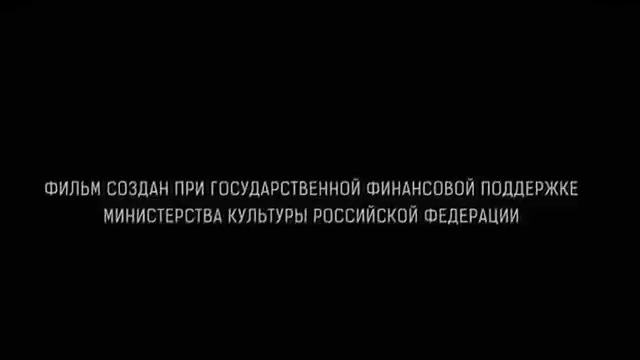 ФИЛЬМ СОЗДАН ПРИ ГОСУДАРСТВЕННОЙ ФИНАНСОВОЙ ПОДДЕРЖКЕ
МИНИСТЕРСТВА КУЛЬТУРЫ РОССИЙСКОЙ ФЕДЕРАЦИИ